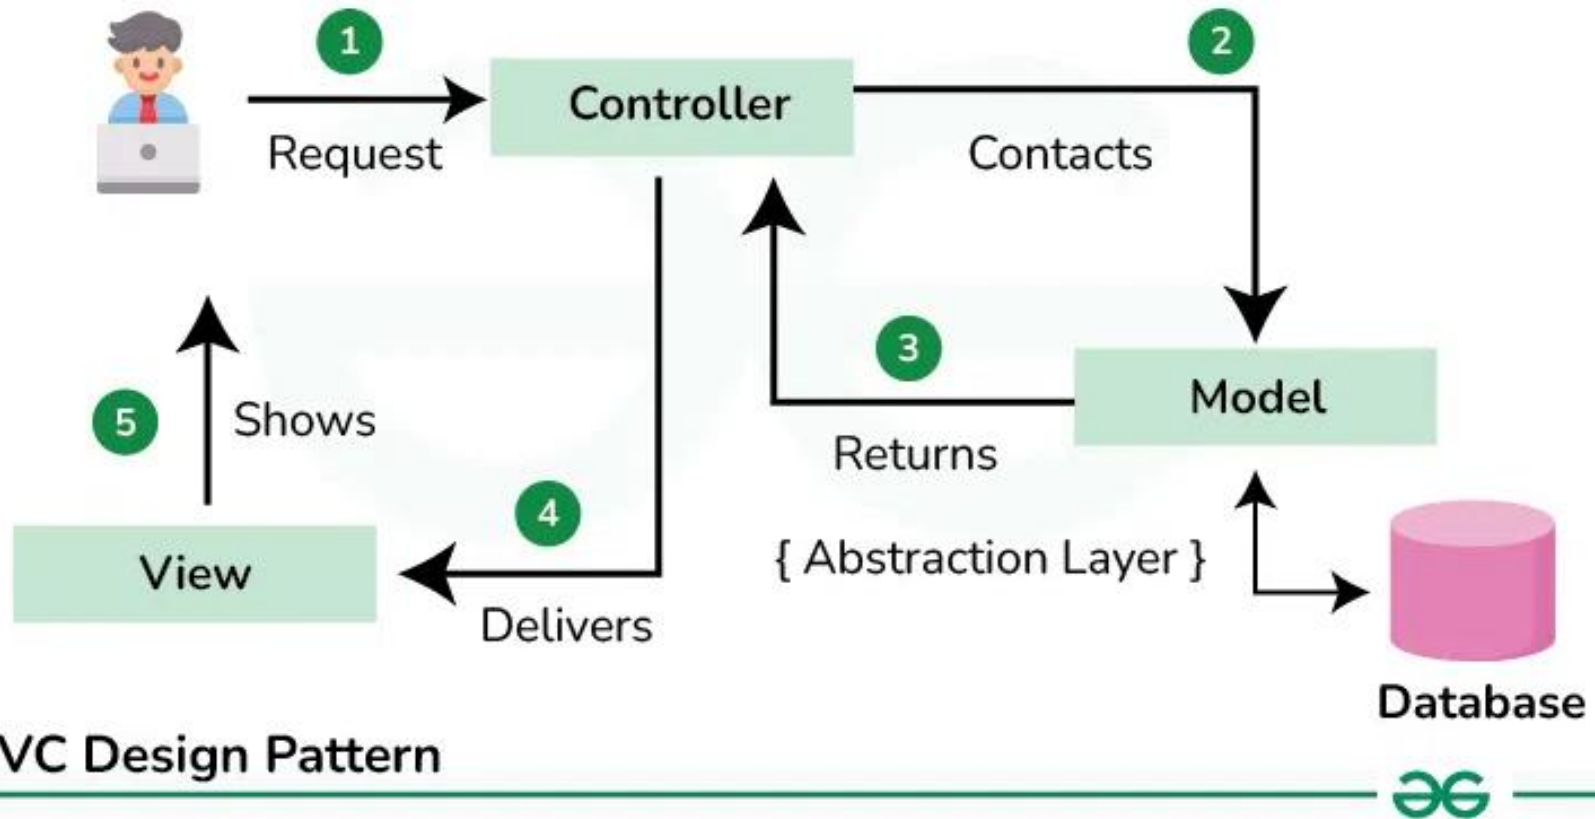 1
2
Controller
Request
Contacts
3
Model
5
Shows
Returns
4
{ Abstraction Layer }
View
Delivers
Database
VC Design Pattern